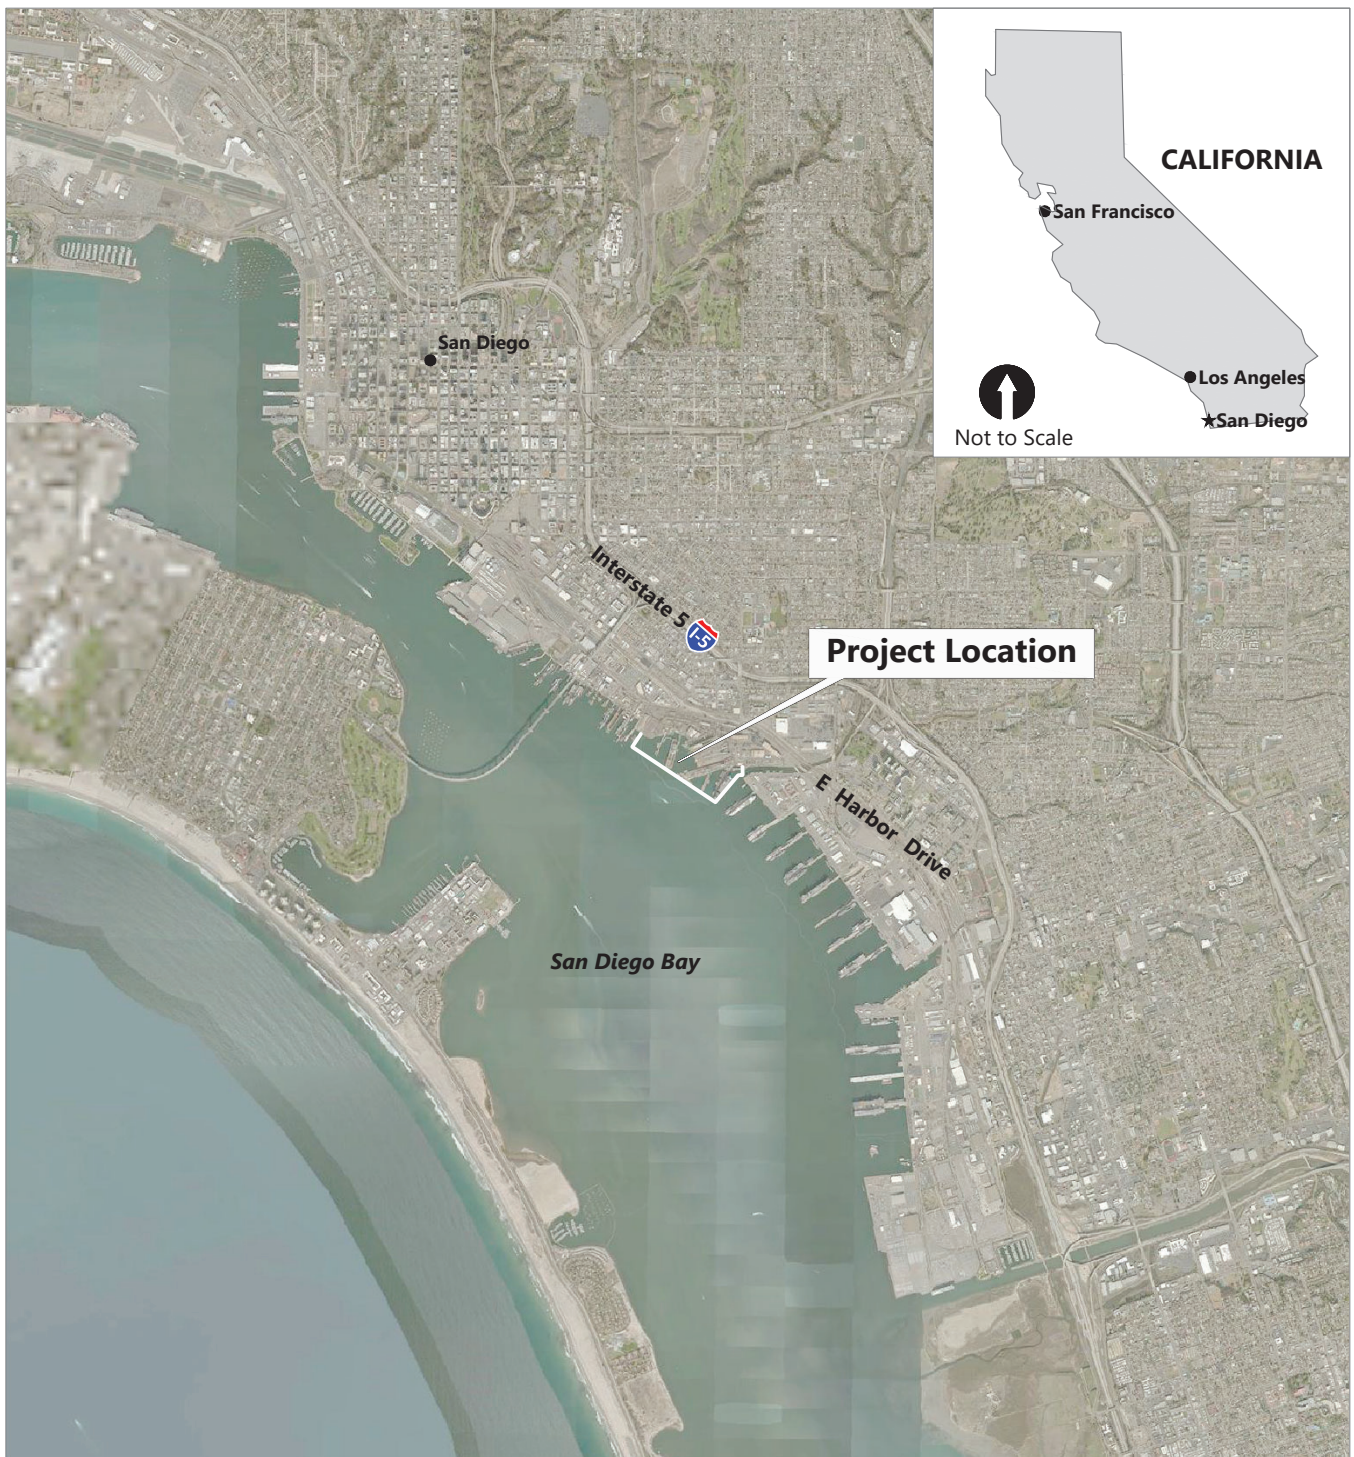 CALIFORNIA
San Francisco
Los Angeles
San Diego
Not to Scale
San Diego
Interstate 5
I-5
Project Location
E Harbor Drive
San Diego Bay